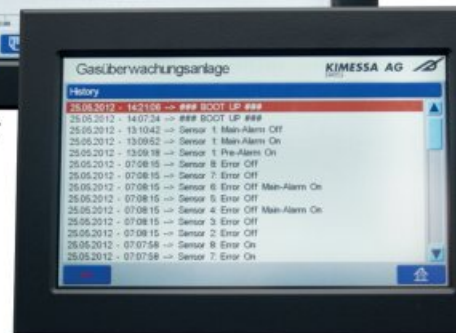 Gasüberwachungsanlage
KIMESSA AG
History
25.05.2012 - 14:21:06 --> ### BOOT UP ###
25.05.2012 - 14:07:24 --> ### BOOT UP ###
25.05.2012 - 13:10:42 --> Sensor 1: Main-Alarm Off
25.05.2012 - 13:09:52 --> Sensor 1: Main-Alarm On
25.05.2012 - 13:09:18 --> Sensor 1: Pre-Alarm On
25.05.2012 - 07:08:15 --> Sensor 8: Error Off
25.05.2012 - 07:08:15 --> Sensor 7: Error Off
25.05.2012 - 07:08:15 --> Sensor 6: Error Off Main-Alarm On
25.05.2012 - 07:08:15 --> Sensor 5: Error Off
25.05.2012 - 07:08:15 --> Sensor 4: Error Off Main-Alarm On
25.05.2012 - 07:08:15 --> Sensor 3: Error Off
25.05.2012 - 07:08:15 --> Sensor 2: Error Off
25.05.2012 - 07:07:58 --> Sensor 8: Error On
25.05.2012 - 07:07:58 --> Sensor 7: Error On